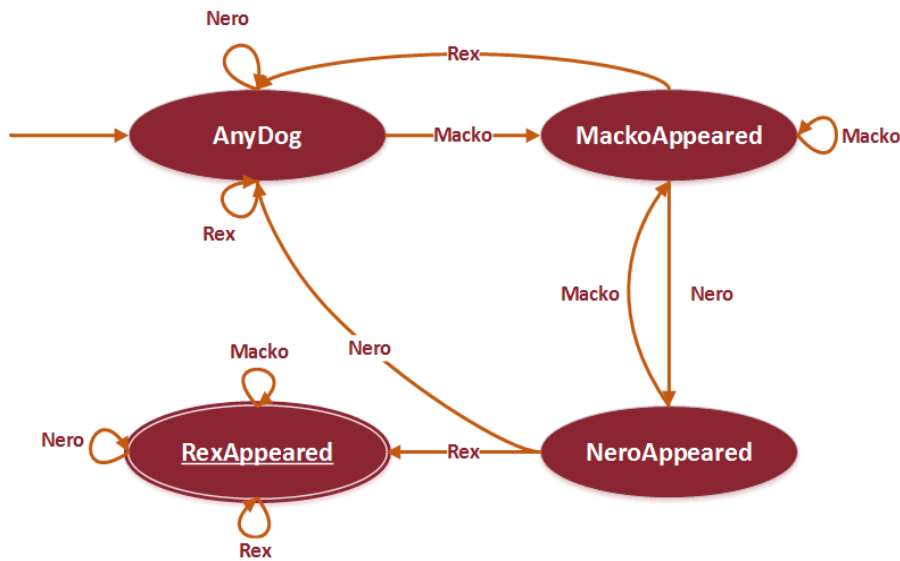 Nero
Rex
AnyDog
Macko
MackoAppeared
Macko
Rex
Macko
Nero
Macko
Nero
Nero
RexAppeared
Rex
NeroAppeared
Rex